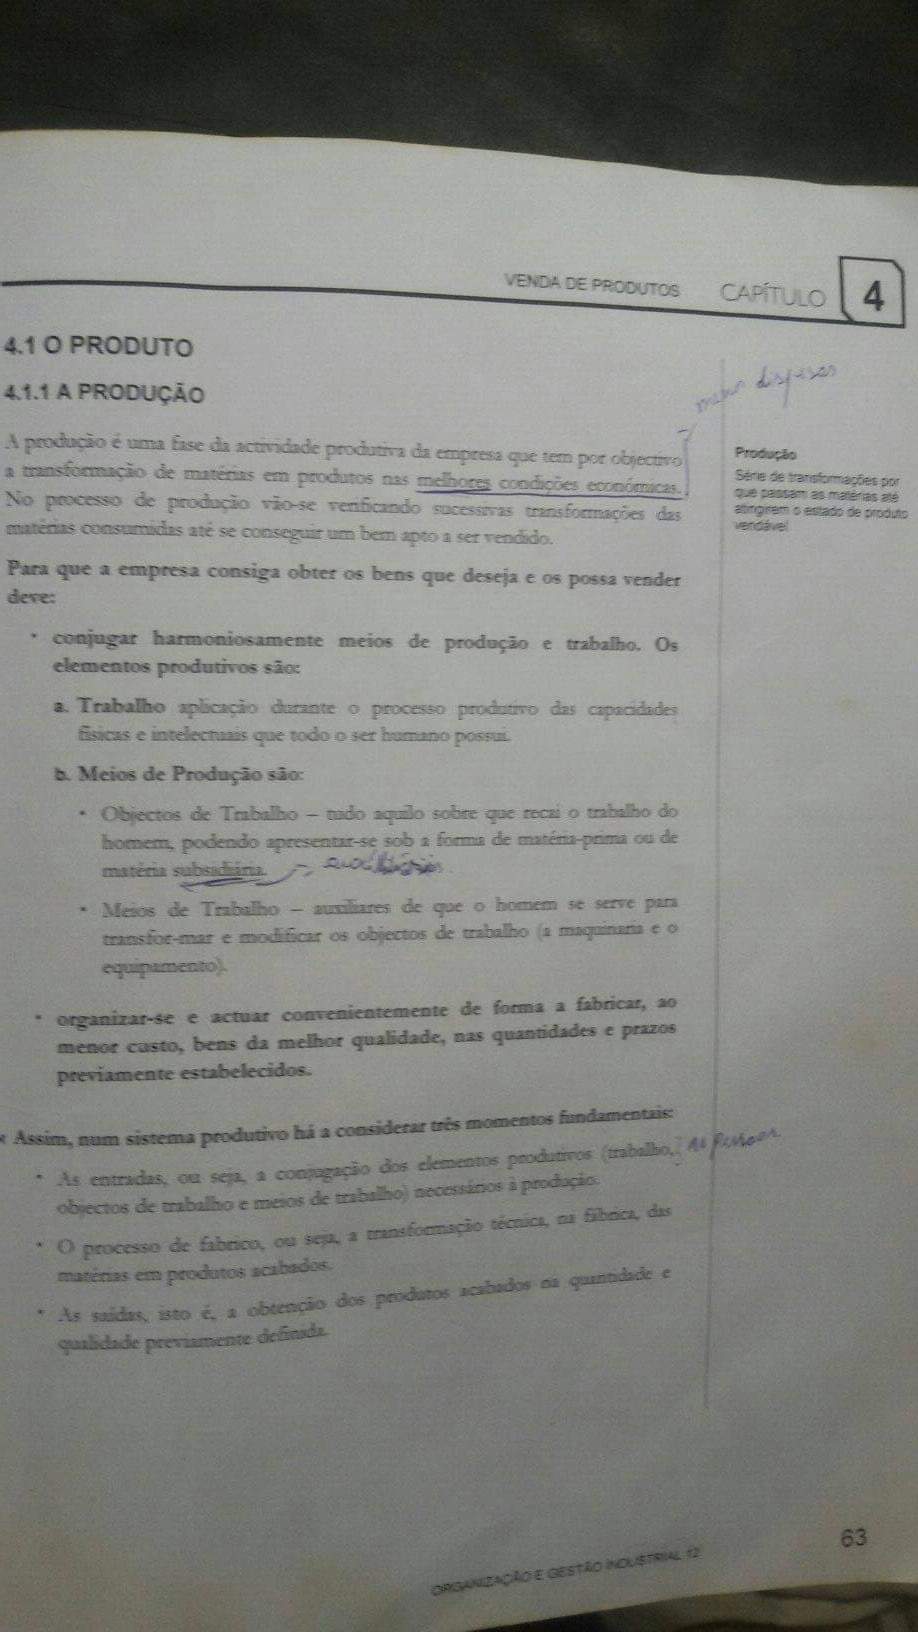 VENDA DE PRODUTOS CAPÍTULO 4
4.1 O PRODUTO
4.1.1 A PRODUÇÃO
A produção é uma fase da actividade produtiva da empresa que tem por objectivo
a transformação de matérias em produtos nas melhores condições económicas.
No processo de produção vão-se verificando sucessivas transformações das
matérias consumidas até se conseguir um bem apto a ser vendido.
Para que a empresa consiga obter os bens que deseja e os possa vender
deve:
• conjugar harmoniosamente meios de produção e trabalho. Os
elementos produtivos são:
a. Trabalho aplicação durante o processo produtivo das capacidades
físicas e intelectuais que todo o ser humano possui.
b. Meios de Produção são:
• Objectos de Trabalho – tudo aquilo sobre que recai o trabalho do
homem, podendo apresentar-se sob a forma de matéria-prima ou de
matéria subsidiária.
• Meios de Trabalho – auxiliares de que o homem se serve para
transfor-mar e modificar os objectos de trabalho (a maquinaria e o
equipamento).
• organizar-se e actuar convenientemente de forma a fabricar, ao
menor custo, bens da melhor qualidade, nas quantidades e prazos
previamente estabelecidos.
Assim, num sistema produtivo há a considerar três momentos fundamentais:
• As entradas, ou seja, a conjugação dos elementos produtivos (trabalho,
objectos de trabalho e meios de trabalho) necessários à produção.
• O processo de fabrico, ou seja, a transformação técnica, na fábrica, das
matérias em produtos acabados.
• As saídas, isto é, a obtenção dos produtos acabados na quantidade e
qualidade previamente definida.
Produção
Série de transformações por
que passam as matérias até
atingirem o estado de produto
vendável
63
ORGANIZAÇÃO E GESTÃO INDUSTRIAL 12